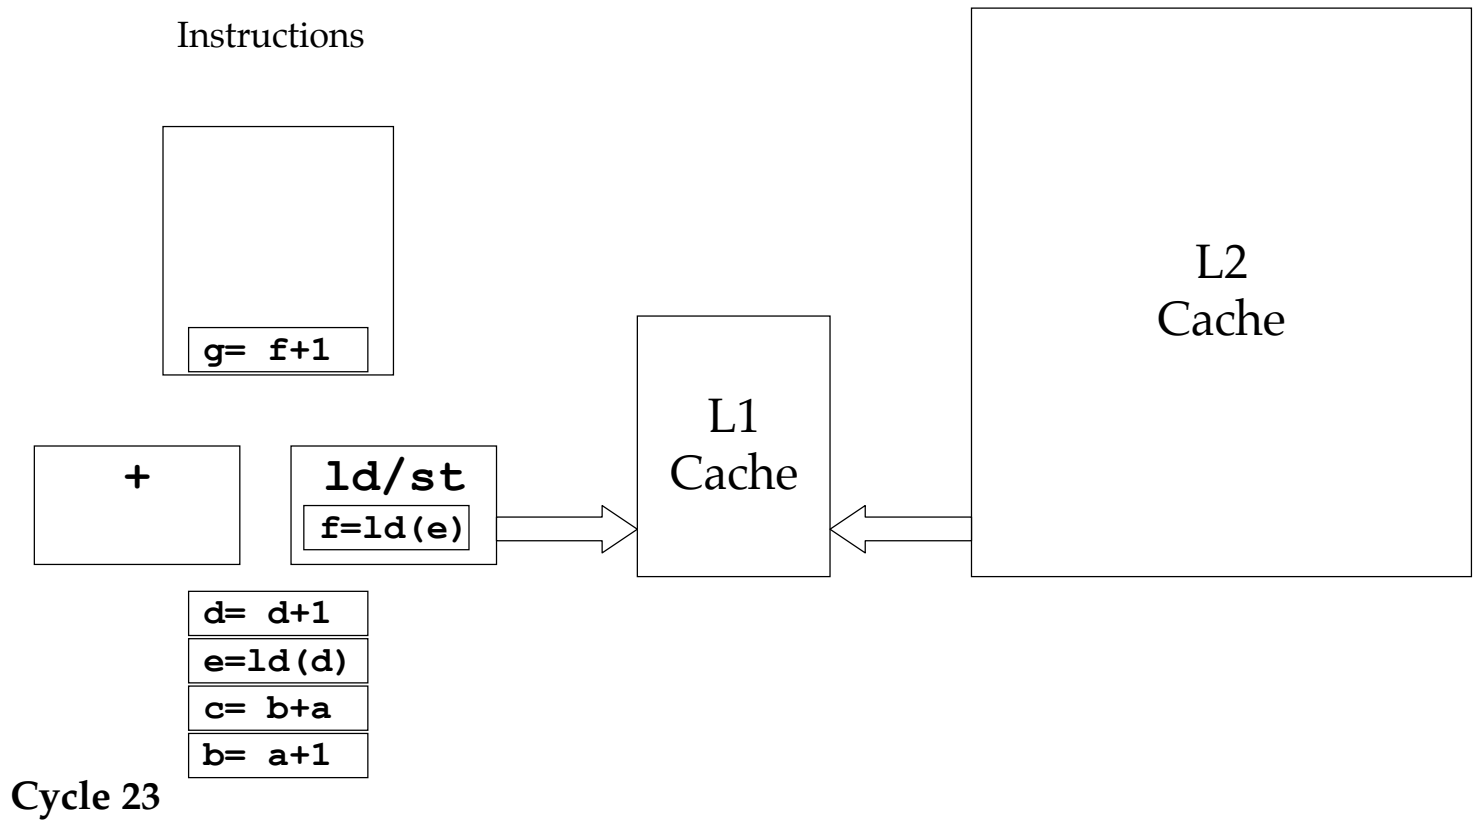 Instructions
g= f+1
+
ld/st
f=ld(e)
L1
Cache
L2
Cache
d= d+1
e=ld(d)
c= b+a
b= a+1
Cycle 23